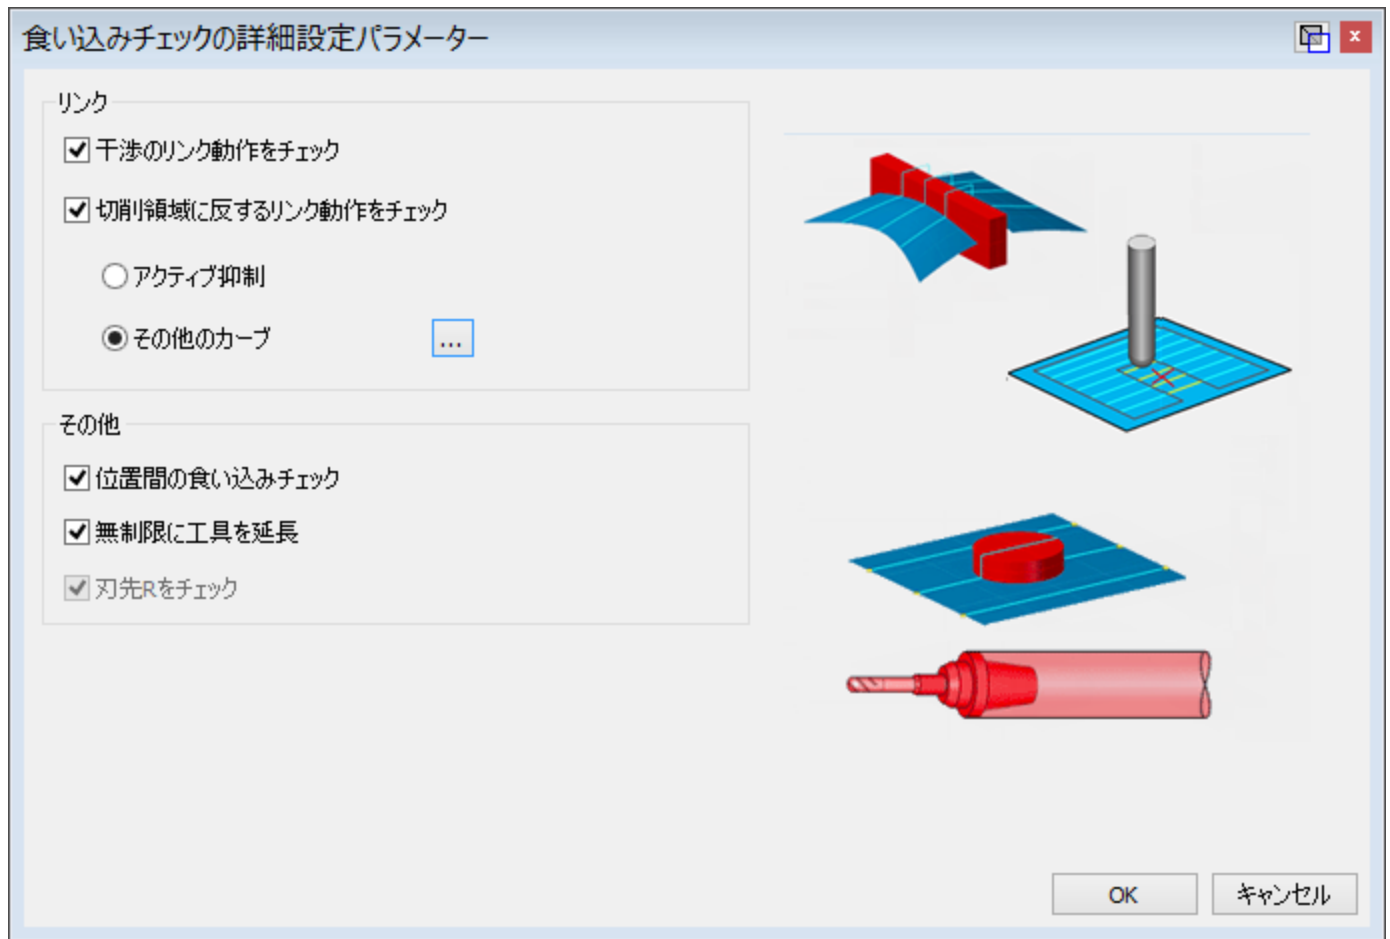 食い込みチェックの詳細設定パラメーター
リンク
干渉のリンク動作をチェック
切削領域に反するリンク動作をチェック
アクティブ抑制
その他のカーブ
...
その他
位置間の食い込みチェック
無制限に工具を延長
刃先Rをチェック
OK
キャンセル